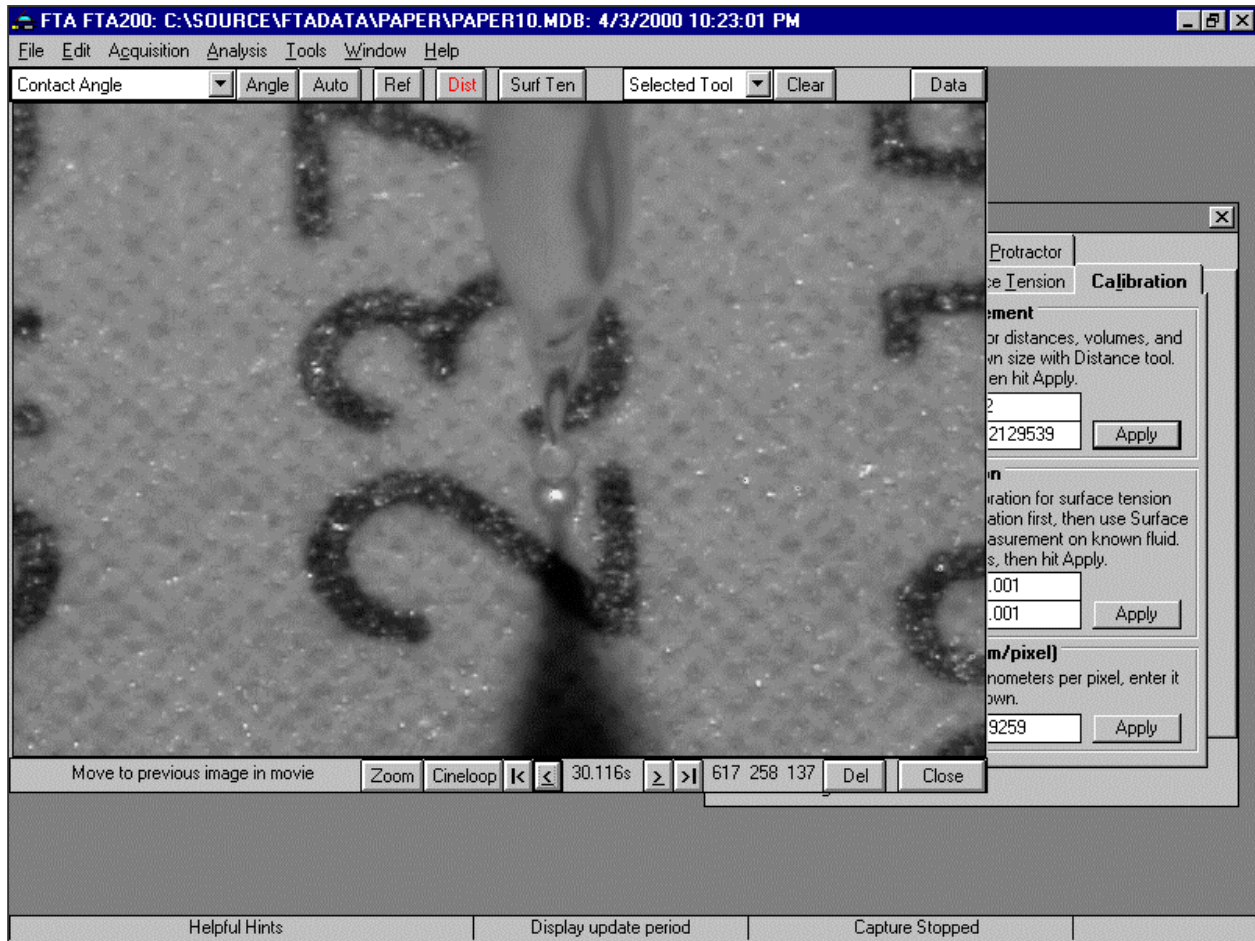 FTA FTA200: C:\SOURCE\FTADATA\PAPER\PAPER10.MDB: 4/3/2000 10:23:01 PM
File Edit Acquisition Analysis Tools Window Help
Contact Angle Angle Auto Ref Dist Surf Ten Selected Tool Clear Data
Protractor
ce Tension Calibration
ement
or distances, volumes, and
wn size with Distance tool.
en hit Apply.
2
2129539 Apply
on
oration for surface tension
ation first, then use Surface
asurement on known fluid.
s, then hit Apply.
.001
.001 Apply
m/pixel)
nometers per pixel, enter it
own.
9259 Apply
Move to previous image in movie Zoom Cineloop |< < 30.116s > >| 617 258 137 Del Close
Helpful Hints Display update period Capture Stopped